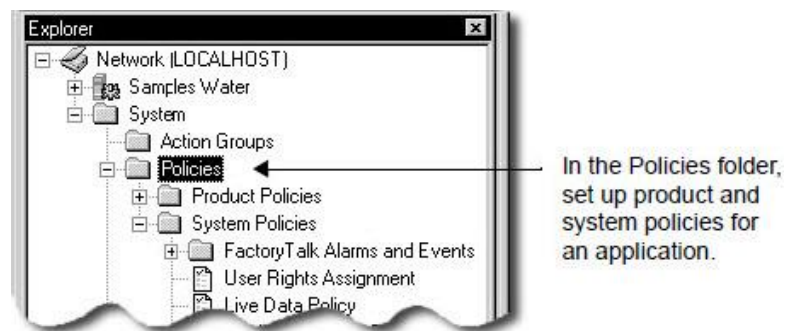 Explorer
Network (LOCALHOST)
Samples Water
System
Action Groups
Policies
Product Policies
System Policies
FactoryTalk Alarms and Events
User Rights Assignment
Live Data Policy
In the Policies folder,
set up product and
system policies for
an application.